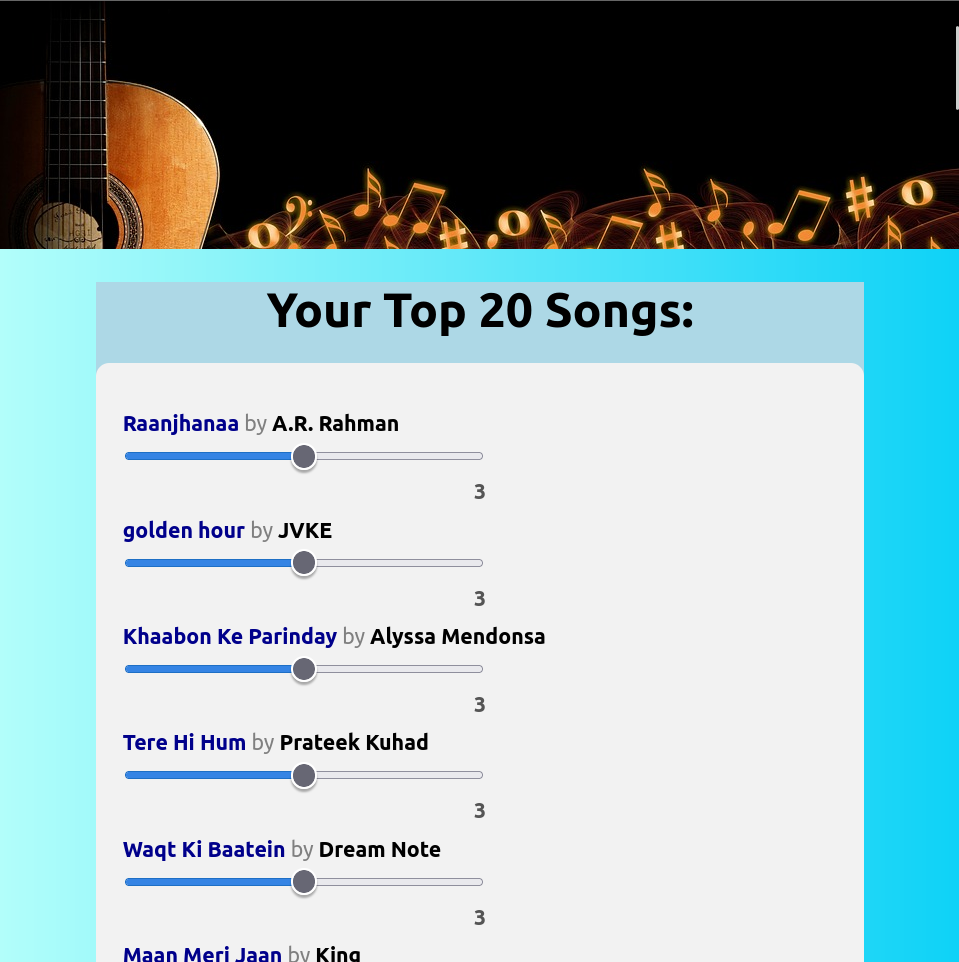 Your Top 20 Songs:
Raanjhanaa by A.R. Rahman
3
golden hour by JVKE
3
Khaabon Ke Parinday by Alyssa Mendonsa
3
Tere Hi Hum by Prateek Kuhad
3
Waqt Ki Baatein by Dream Note
3
Maan Meri Jaan by King